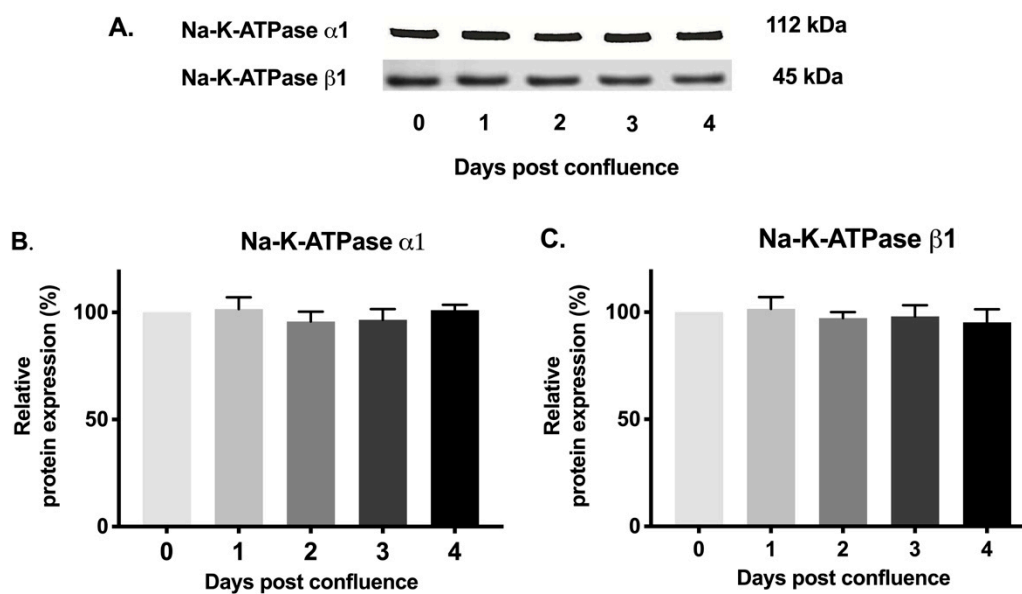 A.
Na-K-ATPase α1
112 kDa
Na-K-ATPase β1
45 kDa
0 1 2 3 4
Days post confluence
B.
Na-K-ATPase α1
Relative
protein expression (%)
100
50
0
0 1 2 3 4
Days post confluence
C.
Na-K-ATPase β1
Relative
protein expression (%)
100
50
0
0 1 2 3 4
Days post confluence